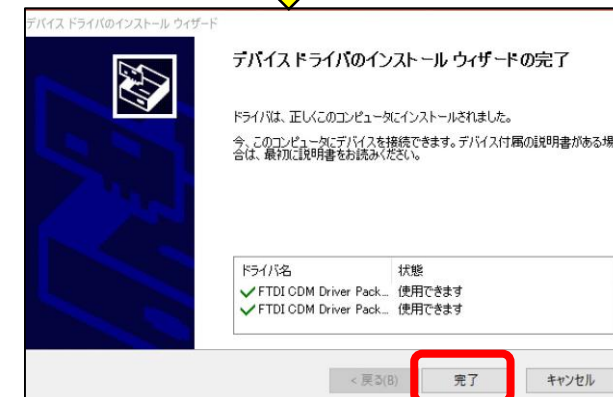 デバイス ドライバのインストール ウィザード
デバイス ドライバのインストール ウィザードの完了
ドライバは、正しくこのコンピュータにインストールされました。
今、このコンピュータにデバイスを接続できます。デバイス付属の説明書がある場
合は、最初に説明書をお読みください。
ドライバ名 状態
FTDI CDM Driver Pack... 使用できます
FTDI CDM Driver Pack... 使用できます
< 戻る(B) 完了 キャンセル